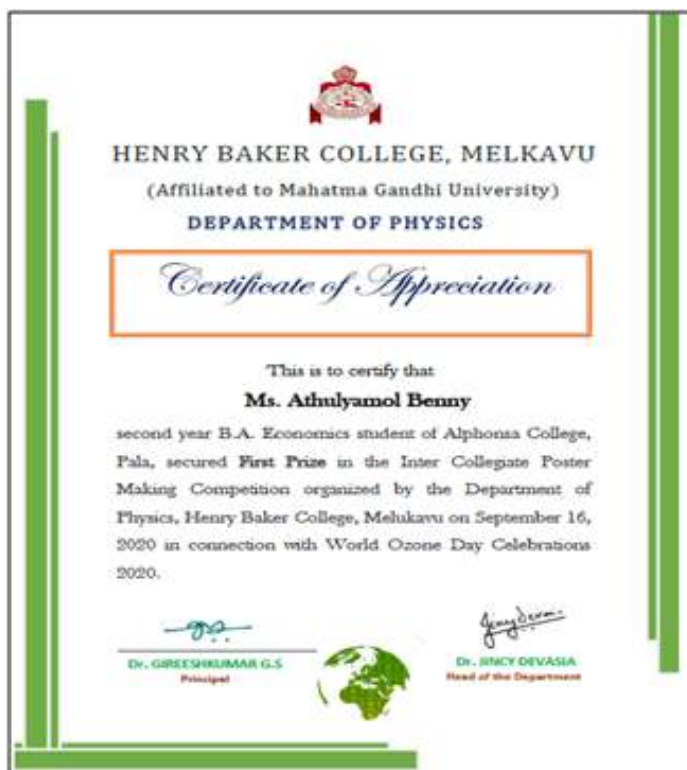 HENRY BAKER COLLEGE, MELKAVU
(Affiliated to Mahatma Gandhi University)
DEPARTMENT OF PHYSICS
Certificate of Appreciation
This is to certify that
Ms. Athulyamol Benny
second year B.A. Economics student of Alphonsa College,
Pala, secured First Prize in the Inter Collegiate Poster
Making Competition organized by the Department of
Physics, Henry Baker College, Melukavu on September 16,
2020 in connection with World Ozone Day Celebrations
2020.
Dr. GIREESHKUMAR G.S
Principal
Dr. JINCY DEVASIA
Head of the Department